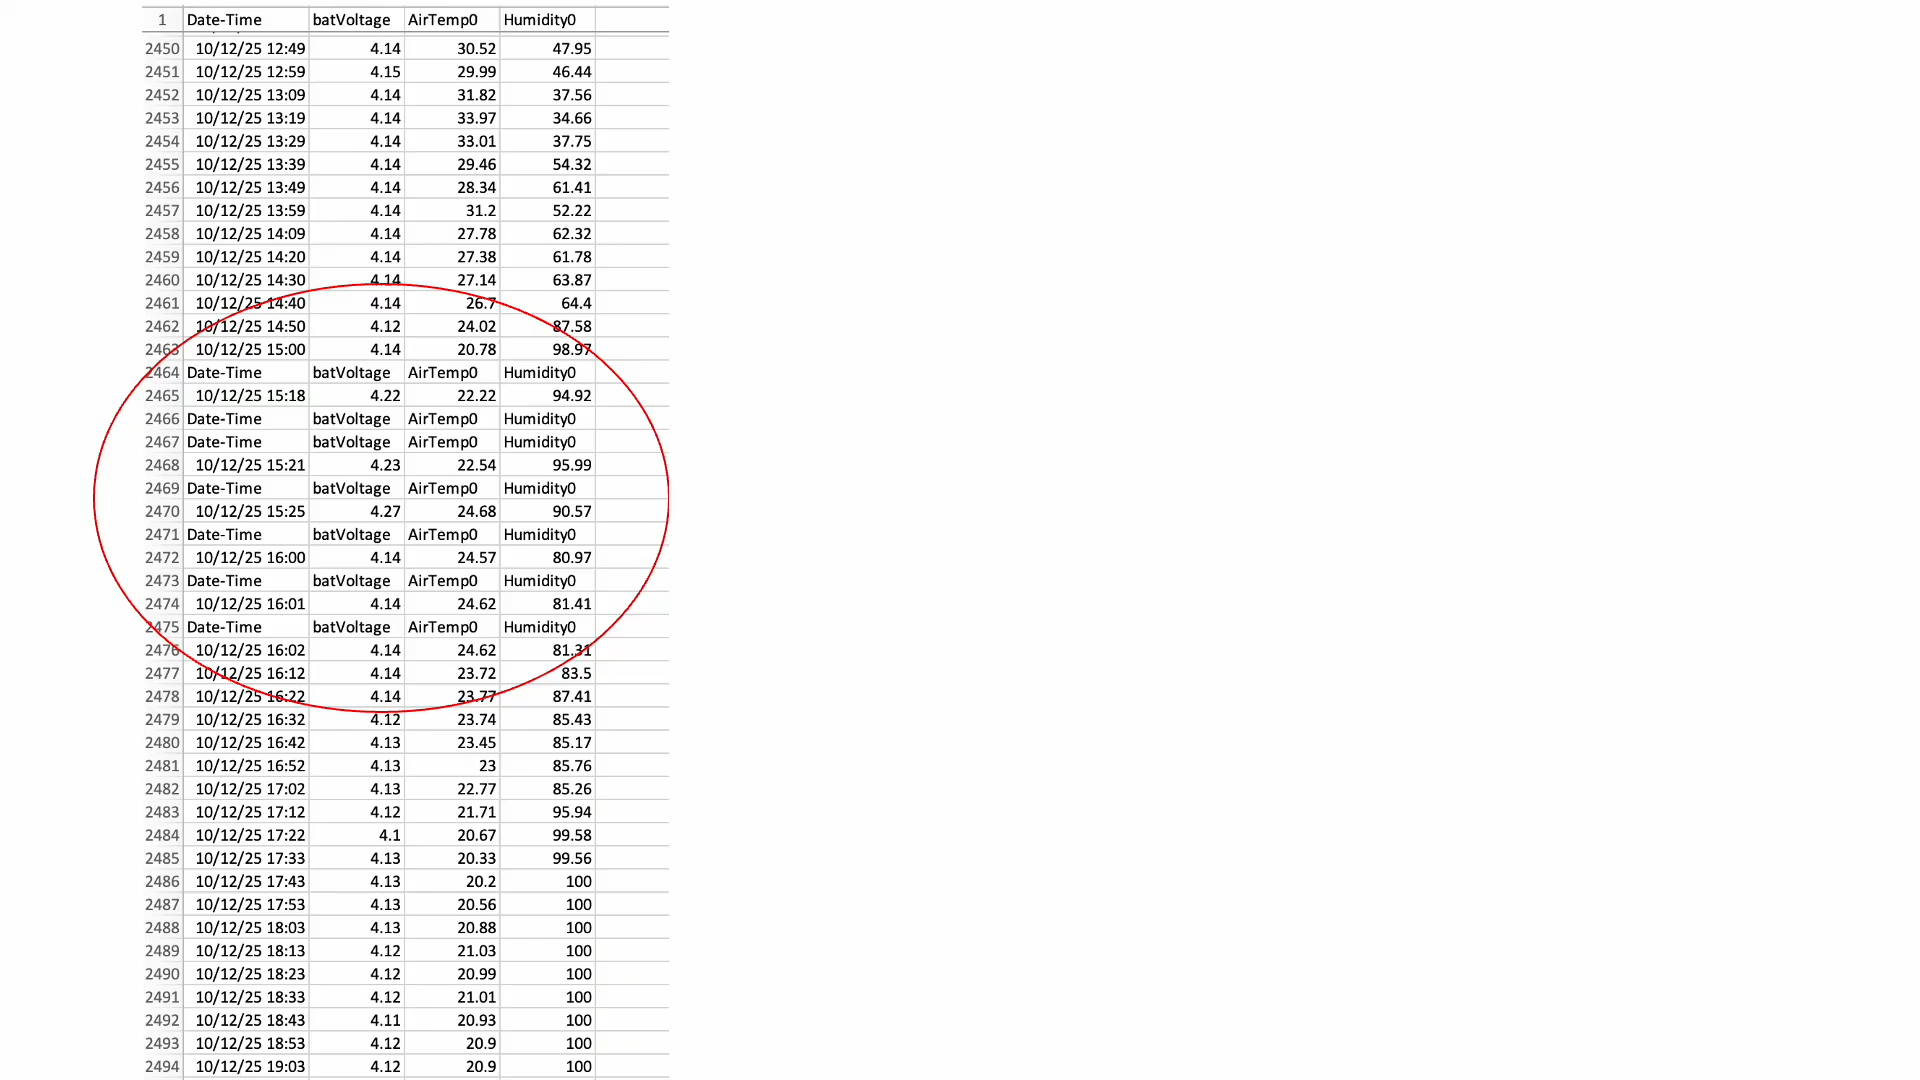 1 Date-Time batVoltage AirTemp0 Humidity0
2450 10/12/25 12:49 4.14 30.52 47.95
2451 10/12/25 12:59 4.15 29.99 46.44
2452 10/12/25 13:09 4.14 31.82 37.56
2453 10/12/25 13:19 4.14 33.97 34.66
2454 10/12/25 13:29 4.14 33.01 37.75
2455 10/12/25 13:39 4.14 29.46 54.32
2456 10/12/25 13:49 4.14 28.34 61.41
2457 10/12/25 13:59 4.14 31.2 52.22
2458 10/12/25 14:09 4.14 27.78 62.32
2459 10/12/25 14:20 4.14 27.38 61.78
2460 10/12/25 14:30 4.14 27.14 63.87
2461 10/12/25 14:40 4.14 26.7 64.4
2462 10/12/25 14:50 4.12 24.02 87.58
2463 10/12/25 15:00 4.14 20.78 98.97
2464 Date-Time batVoltage AirTemp0 Humidity0
2465 10/12/25 15:18 4.22 22.22 94.92
2466 Date-Time batVoltage AirTemp0 Humidity0
2467 Date-Time batVoltage AirTemp0 Humidity0
2468 10/12/25 15:21 4.23 22.54 95.99
2469 Date-Time batVoltage AirTemp0 Humidity0
2470 10/12/25 15:25 4.27 24.68 90.57
2471 Date-Time batVoltage AirTemp0 Humidity0
2472 10/12/25 16:00 4.14 24.57 80.97
2473 Date-Time batVoltage AirTemp0 Humidity0
2474 10/12/25 16:01 4.14 24.62 81.41
2475 Date-Time batVoltage AirTemp0 Humidity0
2476 10/12/25 16:02 4.14 24.62 81.31
2477 10/12/25 16:12 4.14 23.72 83.5
2478 10/12/25 16:22 4.14 23.77 87.41
2479 10/12/25 16:32 4.12 23.74 85.43
2480 10/12/25 16:42 4.13 23.45 85.17
2481 10/12/25 16:52 4.13 23 85.76
2482 10/12/25 17:02 4.13 22.77 85.26
2483 10/12/25 17:12 4.12 21.71 95.94
2484 10/12/25 17:22 4.1 20.67 99.58
2485 10/12/25 17:33 4.13 20.33 99.56
2486 10/12/25 17:43 4.13 20.2 100
2487 10/12/25 17:53 4.13 20.56 100
2488 10/12/25 18:03 4.13 20.88 100
2489 10/12/25 18:13 4.12 21.03 100
2490 10/12/25 18:23 4.12 20.99 100
2491 10/12/25 18:33 4.12 21.01 100
2492 10/12/25 18:43 4.11 20.93 100
2493 10/12/25 18:53 4.12 20.9 100
2494 10/12/25 19:03 4.12 20.9 100